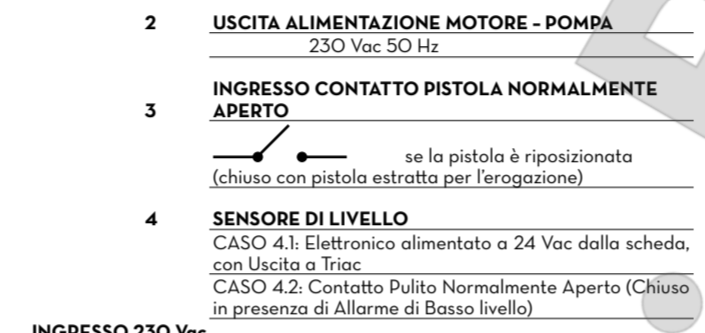 2 USCITA ALIMENTAZIONE MOTORE – POMPA
230 Vac 50 Hz
INGRESSO CONTATTO PISTOLA NORMALMENTE
3 APERTO
se la pistola è riposizionata
(chiuso con pistola estratta per l'erogazione)
4 SENSORE DI LIVELLO
CASO 4.1: Elettronico alimentato a 24 Vac dalla scheda,
con Uscita a Triac
CASO 4.2: Contatto Pulito Normalmente Aperto (Chiuso
in presenza di Allarme di Basso livello)
INGRESSO 230 Vac